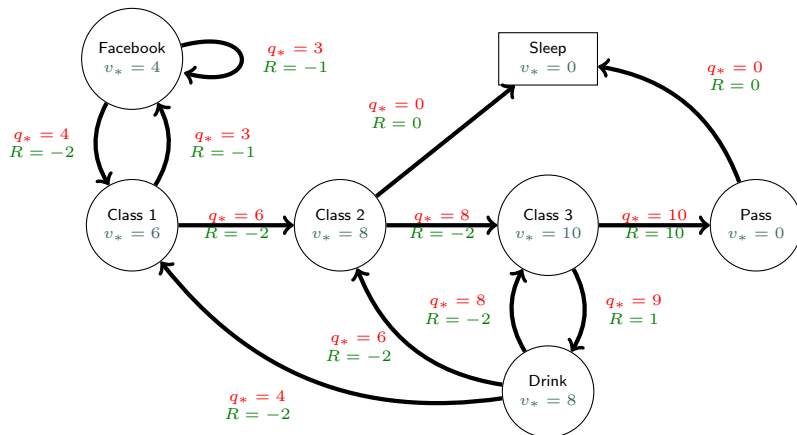 Facebook
v∗ = 4
q∗ = 3
R = −1
Sleep
v∗ = 0
q∗ = 0
R = 0
q∗ = 0
R = 0
q∗ = 4
R = −2
q∗ = 3
R = −1
Class 1
v∗ = 6
q∗ = 6
R = −2
Class 2
v∗ = 8
q∗ = 8
R = −2
Class 3
v∗ = 10
q∗ = 10
R = 10
Pass
v∗ = 0
q∗ = 8
R = −2
q∗ = 9
R = 1
q∗ = 6
R = −2
Drink
v∗ = 8
q∗ = 4
R = −2